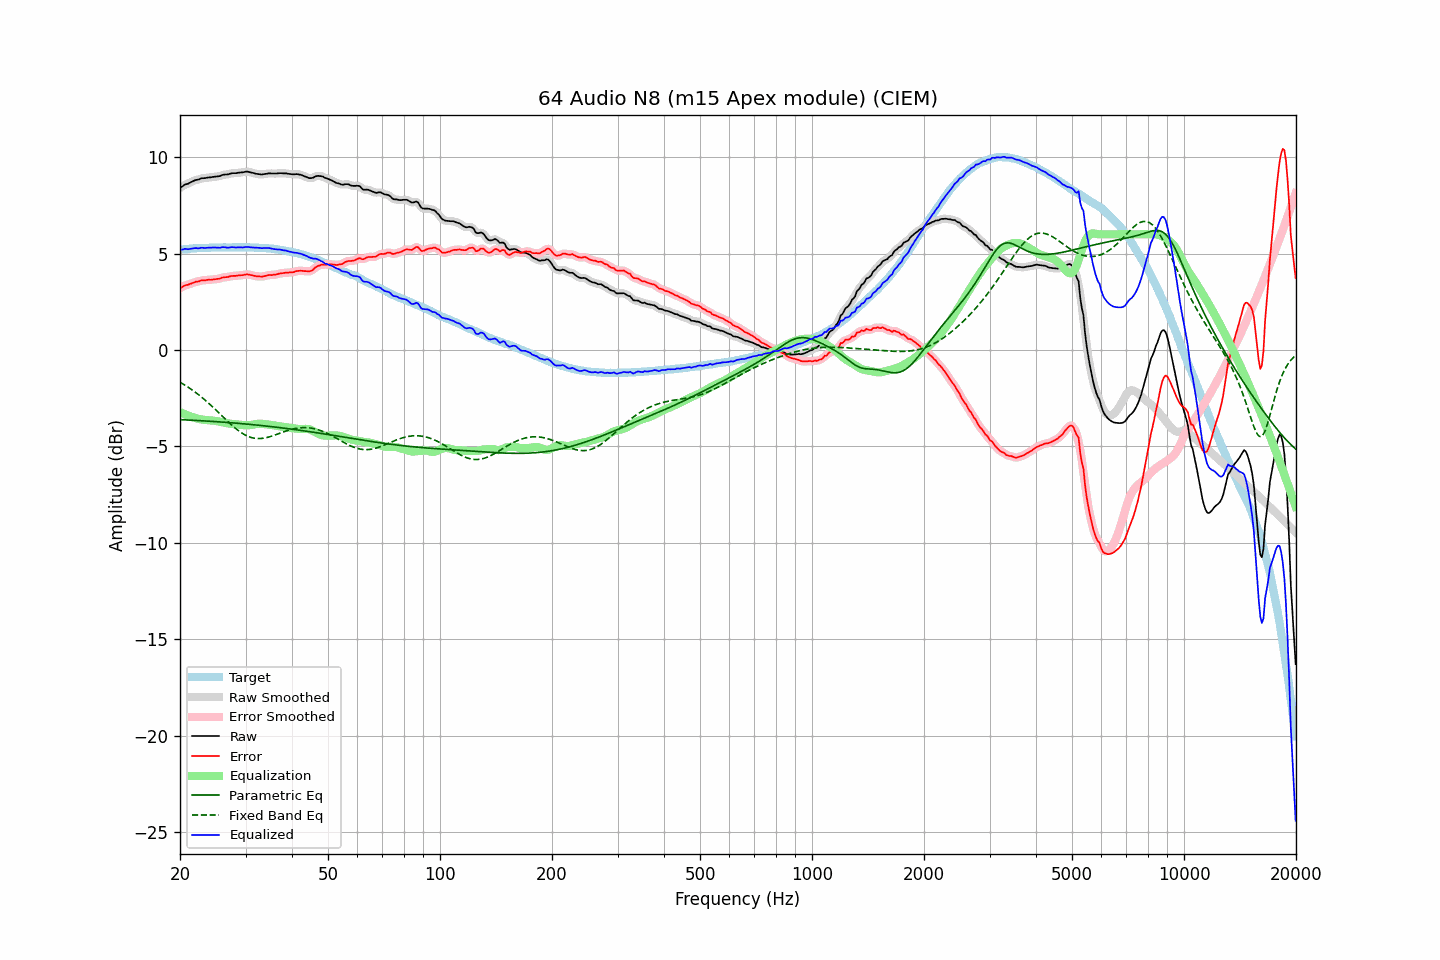 64 Audio N8 (m15 Apex module) (CIEM)
10
5
0
−5
−10
−15
−20
−25
Amplitude (dBr)
Target
Raw Smoothed
Error Smoothed
Raw
Error
Equalization
Parametric Eq
Fixed Band Eq
Equalized
20 50 100 200 500 1000 2000 5000 10000 20000
Frequency (Hz)